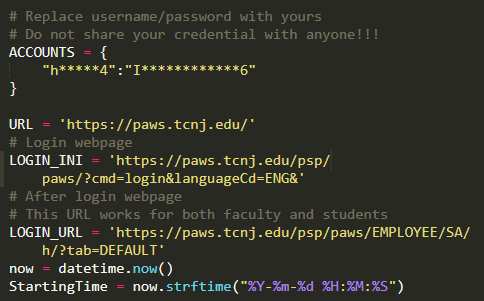 # Replace username/password with yours
# Do not share your credential with anyone!!!
ACCOUNTS = {
"h*****4":"I************6"
}
URL = 'https://paws.tcnj.edu/'
# Login webpage
LOGIN_INI = 'https://paws.tcnj.edu/psp/
paws/?cmd=login&languageCd=ENG&'
# After login webpage
# This URL works for both faculty and students
LOGIN_URL = 'https://paws.tcnj.edu/psp/paws/EMPLOYEE/SA/
h/?tab=DEFAULT'
now = datetime.now()
StartingTime = now.strftime("%Y-%m-%d %H:%M:%S")